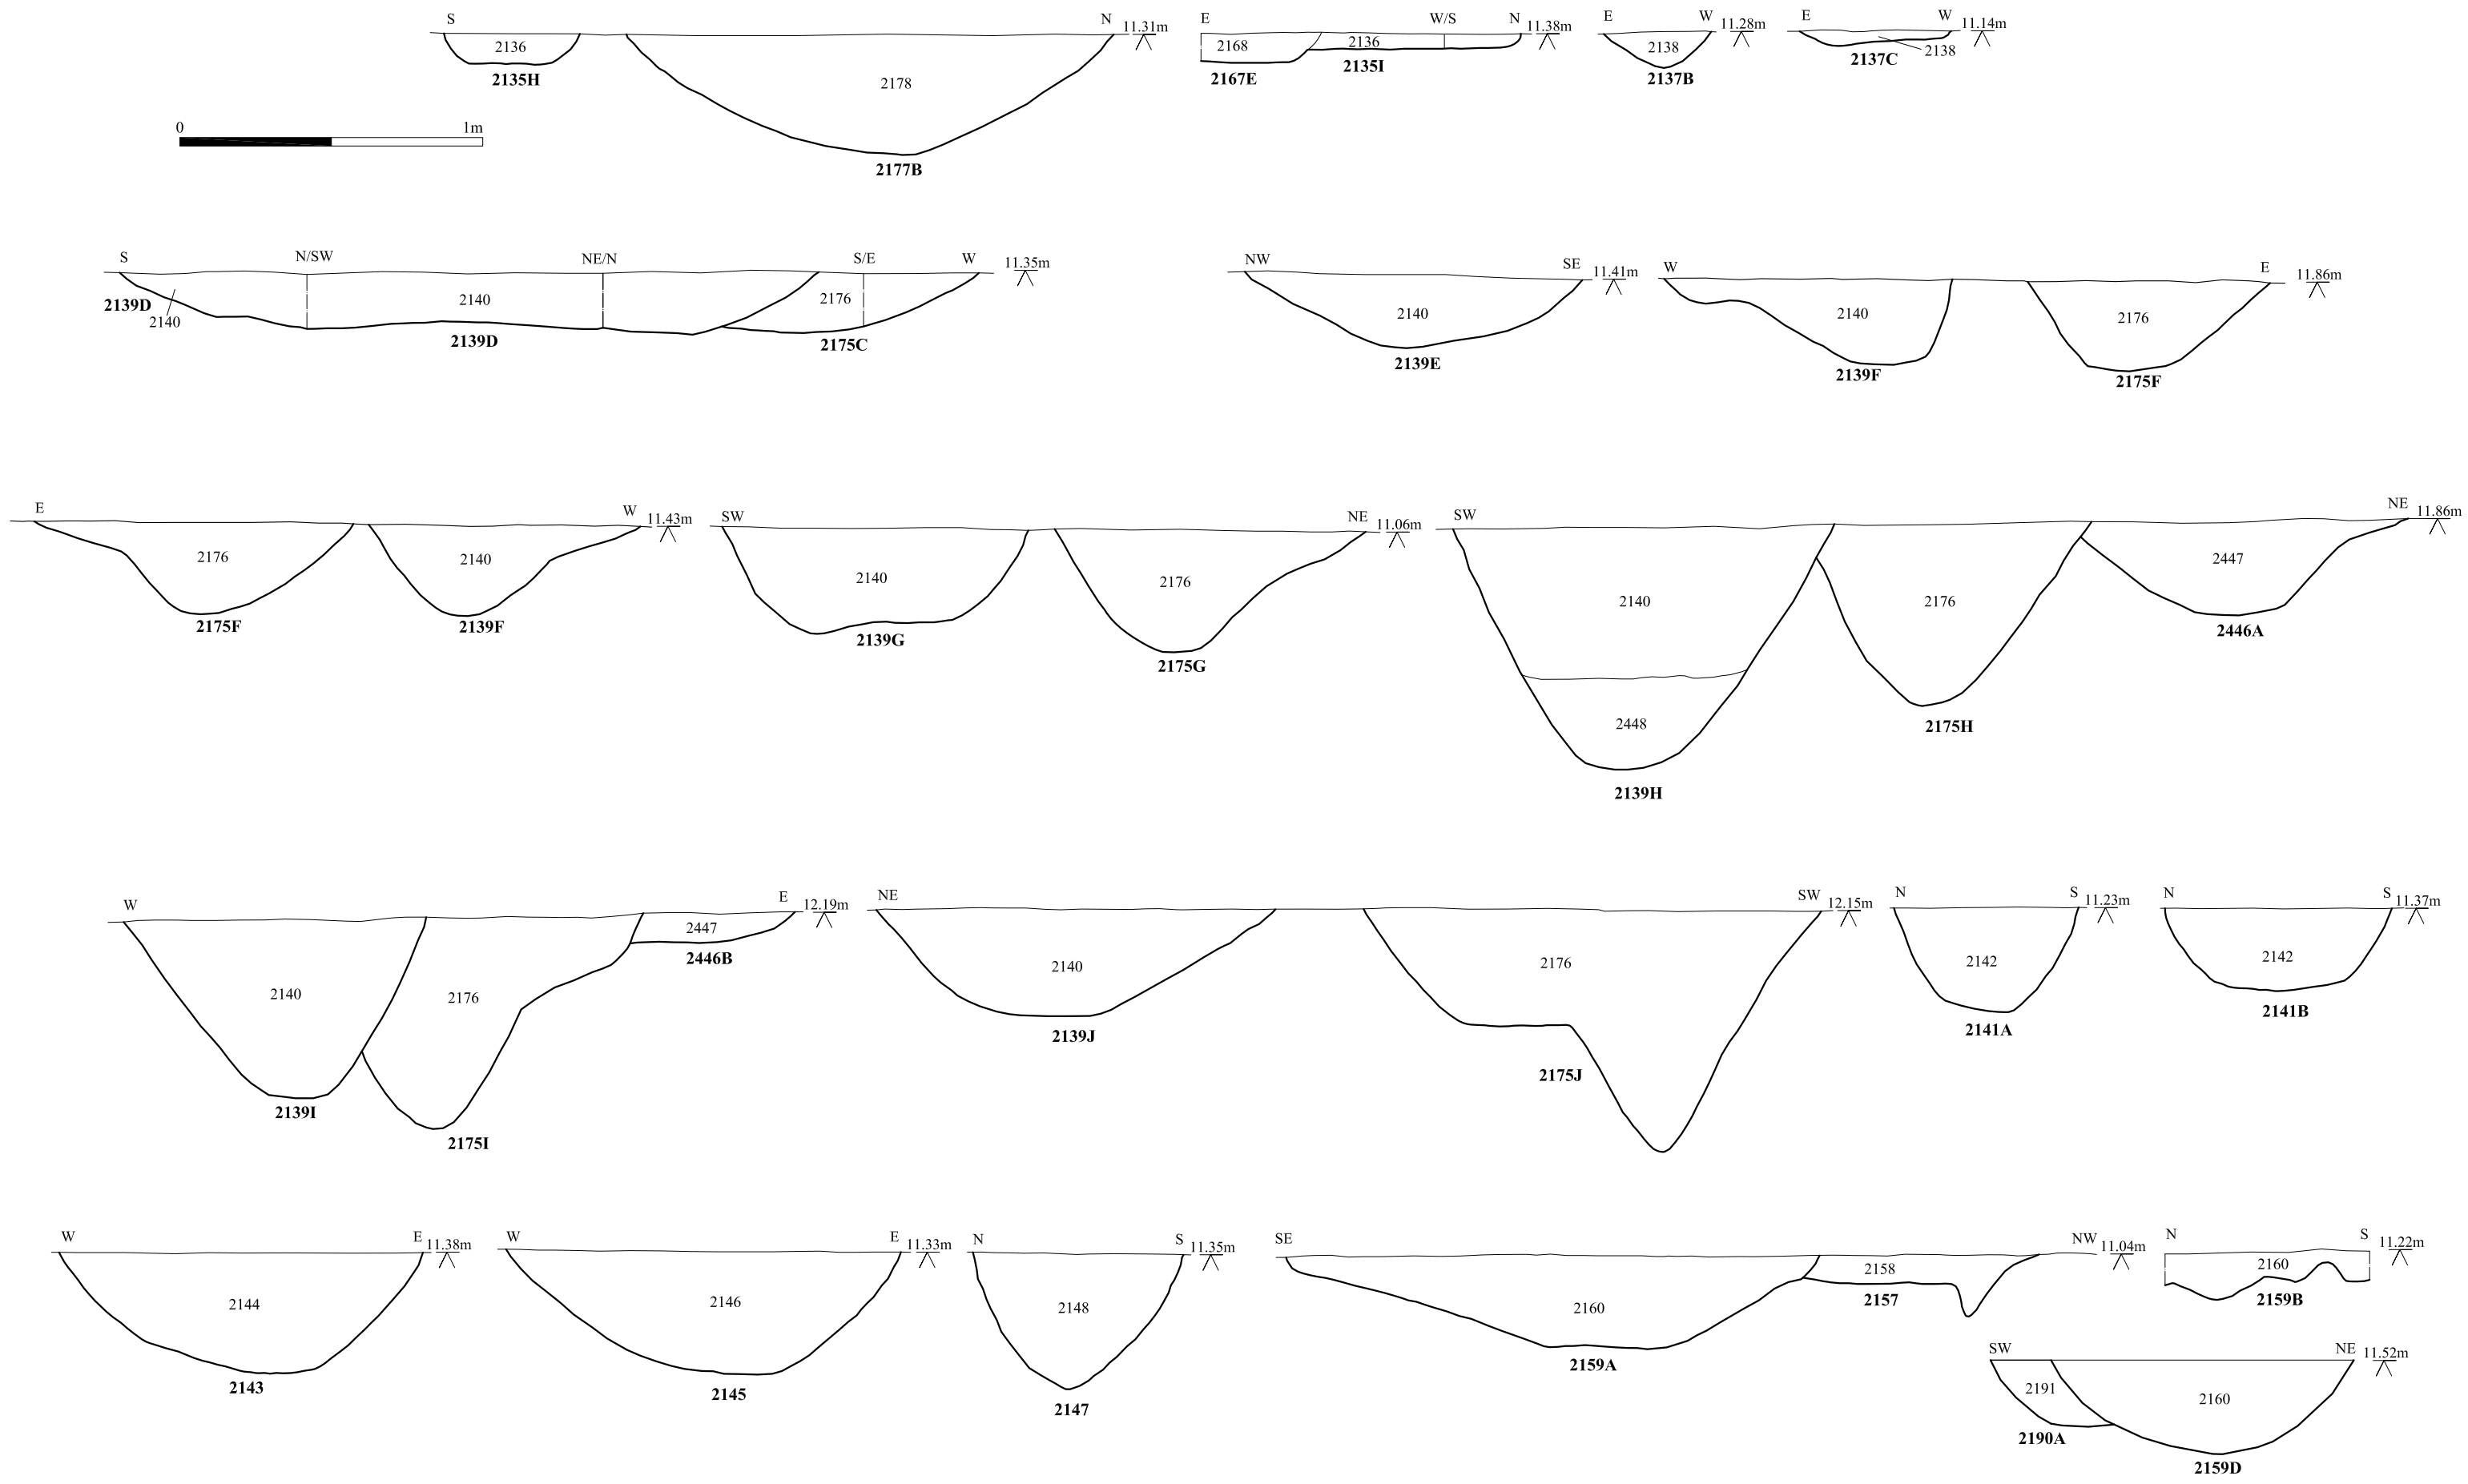 S N 11.31m
2136
2135H
2178
2177B
E W/S N 11.38m
2168 2136
2167E 2135I
E W 11.28m
2138
2137B
E W 11.14m
2138
2137C
0 1m
S N/SW NE/N S/E W 11.35m
2139D 2140 2140 2176
2139D 2175C
NW SE 11.41m
2140
2139E
W E 11.86m
2140 2176
2139F 2175F
E W 11.43m
2176 2140
2175F 2139F
SW NE 11.06m
2140 2176
2139G 2175G
SW NE 11.86m
2140 2176 2447
2446A
2448
2175H
2139H
W E 12.19m
2447
2446B
2140 2176
2139I
2175I
NE SW 12.15m
2140 2176
2139J
2175J
N S 11.23m
2142
2141A
N S 11.37m
2142
2141B
W E 11.38m
2144
2143
W E 11.33m
2146
2145
N S 11.35m
2148
2147
SE NW 11.04m
2158
2160 2157
2159A
N S 11.22m
2160
2159B
SW NE 11.52m
2191 2160
2190A
2159D